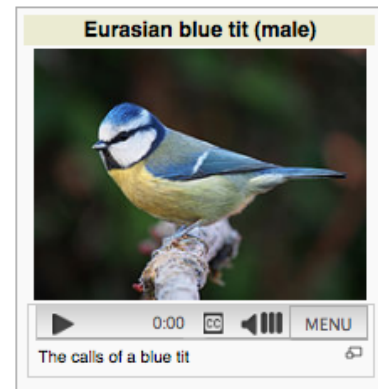 Eurasian blue tit (male)
0:00 CC MENU
The calls of a blue tit